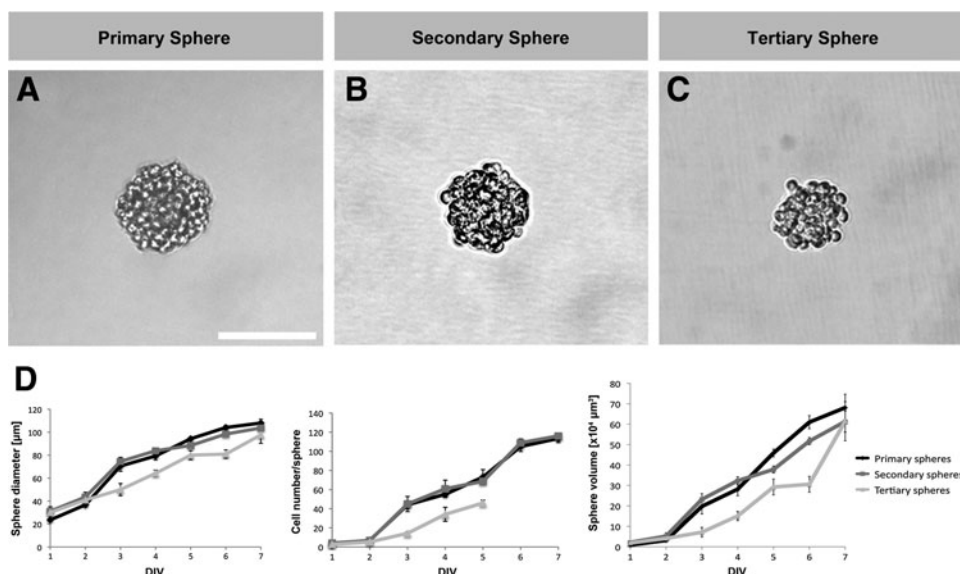 Primary Sphere
Secondary Sphere
Tertiary Sphere
A
B
C
D
Sphere diameter [µm]
120
100
80
60
40
20
0
1 2 3 4 5 6 7
DIV
Cell number/sphere
140
120
100
80
60
40
20
0
1 2 3 4 5 6 7
DIV
Sphere volume [x10⁴ µm³]
80
70
60
50
40
30
20
10
0
1 2 3 4 5 6 7
DIV
Primary spheres
Secondary spheres
Tertiary spheres